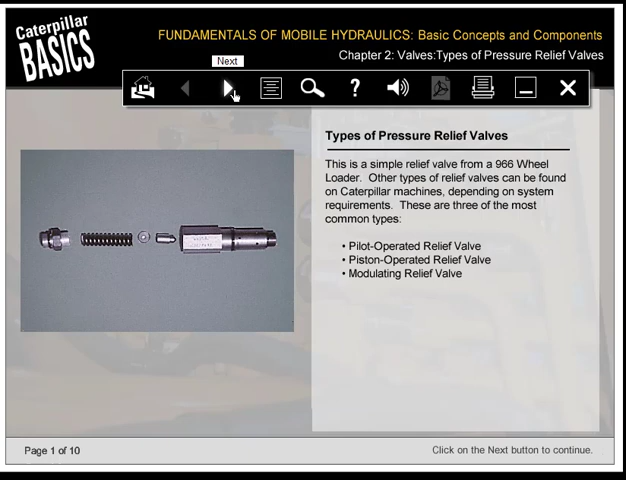 Caterpillar
BASICS
FUNDAMENTALS OF MOBILE HYDRAULICS: Basic Concepts and Components
Chapter 2: Valves:Types of Pressure Relief Valves
Next
?
Types of Pressure Relief Valves
This is a simple relief valve from a 966 Wheel
Loader. Other types of relief valves can be found
on Caterpillar machines, depending on system
requirements. These are three of the most
common types:
• Pilot-Operated Relief Valve
• Piston-Operated Relief Valve
• Modulating Relief Valve
Page 1 of 10
Click on the Next button to continue.